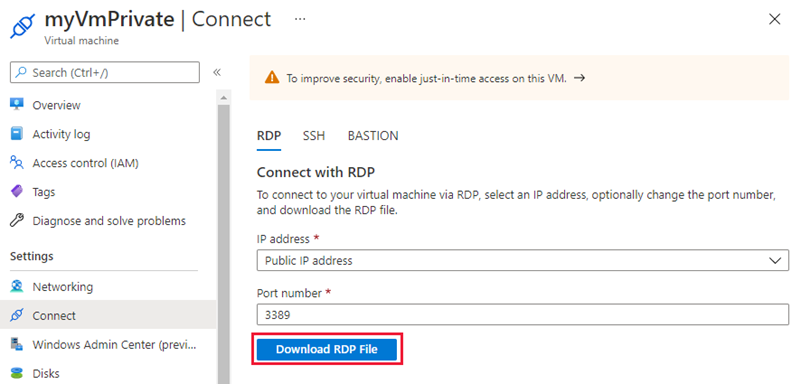 myVmPrivate | Connect ...
Virtual machine
Search (Ctrl+/)
«
Overview
Activity log
Access control (IAM)
Tags
Diagnose and solve problems
Settings
Networking
Connect
Windows Admin Center (previ...
Disks
To improve security, enable just-in-time access on this VM. →
RDP SSH BASTION
Connect with RDP
To connect to your virtual machine via RDP, select an IP address, optionally change the port number,
and download the RDP file.
IP address *
Public IP address
Port number *
3389
Download RDP File